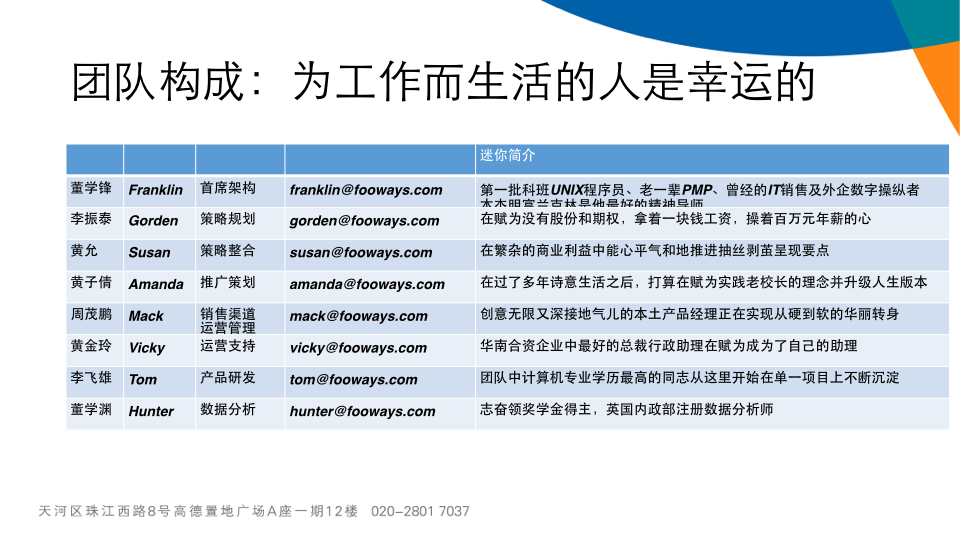 团队构成：为工作而生活的人是幸运的
迷你简介
董学锋 Franklin 首席架构 franklin@fooways.com 第一批科班UNIX程序员、老一辈PMP、曾经的IT销售及外企数字操纵者
本杰明富兰克林是他最好的精神导师
李振泰 Gorden 策略规划 gorden@fooways.com 在赋为没有股份和期权，拿着一块钱工资，操着百万元年薪的心
黄允 Susan 策略整合 susan@fooways.com 在繁杂的商业利益中能心平气和地推进抽丝剥茧呈现要点
黄子倩 Amanda 推广策划 amanda@fooways.com 在过了多年诗意生活之后，打算在赋为实践老校长的理念并升级人生版本
周茂鹏 Mack 销售渠道 mack@fooways.com 创意无限又深接地气儿的本土产品经理正在实现从硬到软的华丽转身
运营管理
黄金玲 Vicky 运营支持 vicky@fooways.com 华南合资企业中最好的总裁行政助理在赋为成为了自己的助理
李飞雄 Tom 产品研发 tom@fooways.com 团队中计算机专业学历最高的同志从这里开始在单一项目上不断沉淀
董学渊 Hunter 数据分析 hunter@fooways.com 志奋领奖学金得主，英国内政部注册数据分析师
天河区珠江西路8号高德置地广场A座一期12楼 020-2801 7037